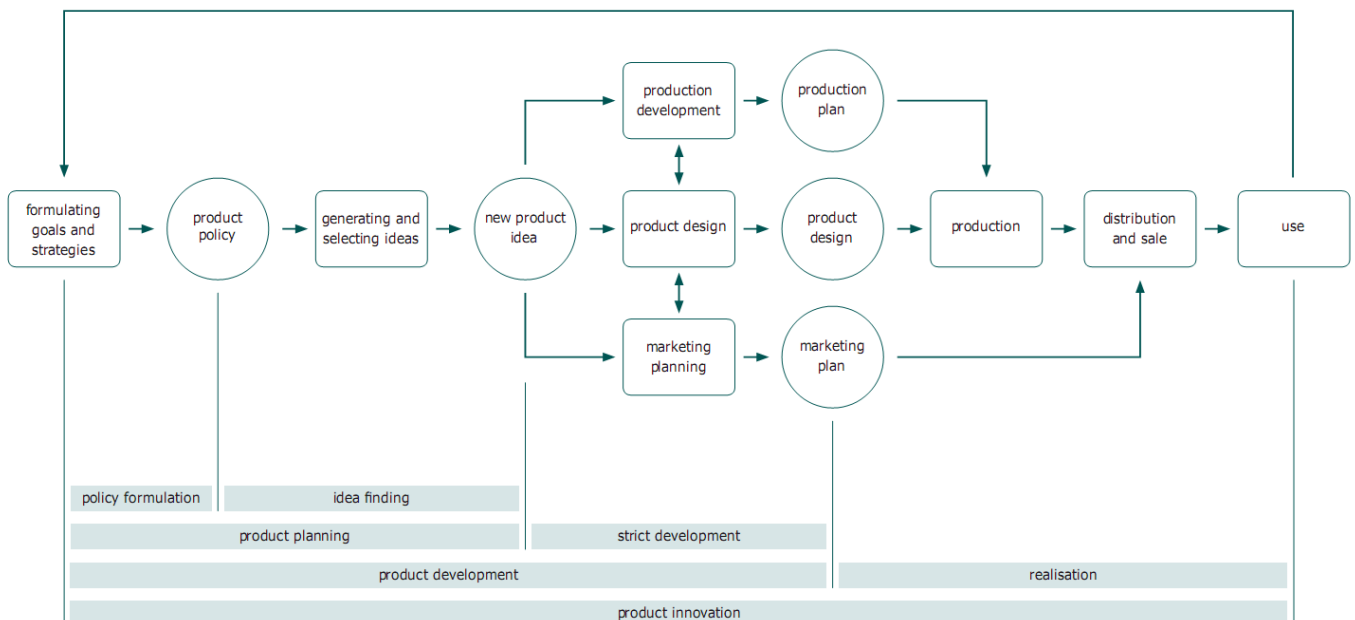 production
development
production
plan
formulating
goals and
strategies
product
policy
generating and
selecting ideas
new product
idea
product design
product
design
production
distribution
and sale
use
marketing
planning
marketing
plan
policy formulation
idea finding
product planning
strict development
product development
realisation
product innovation